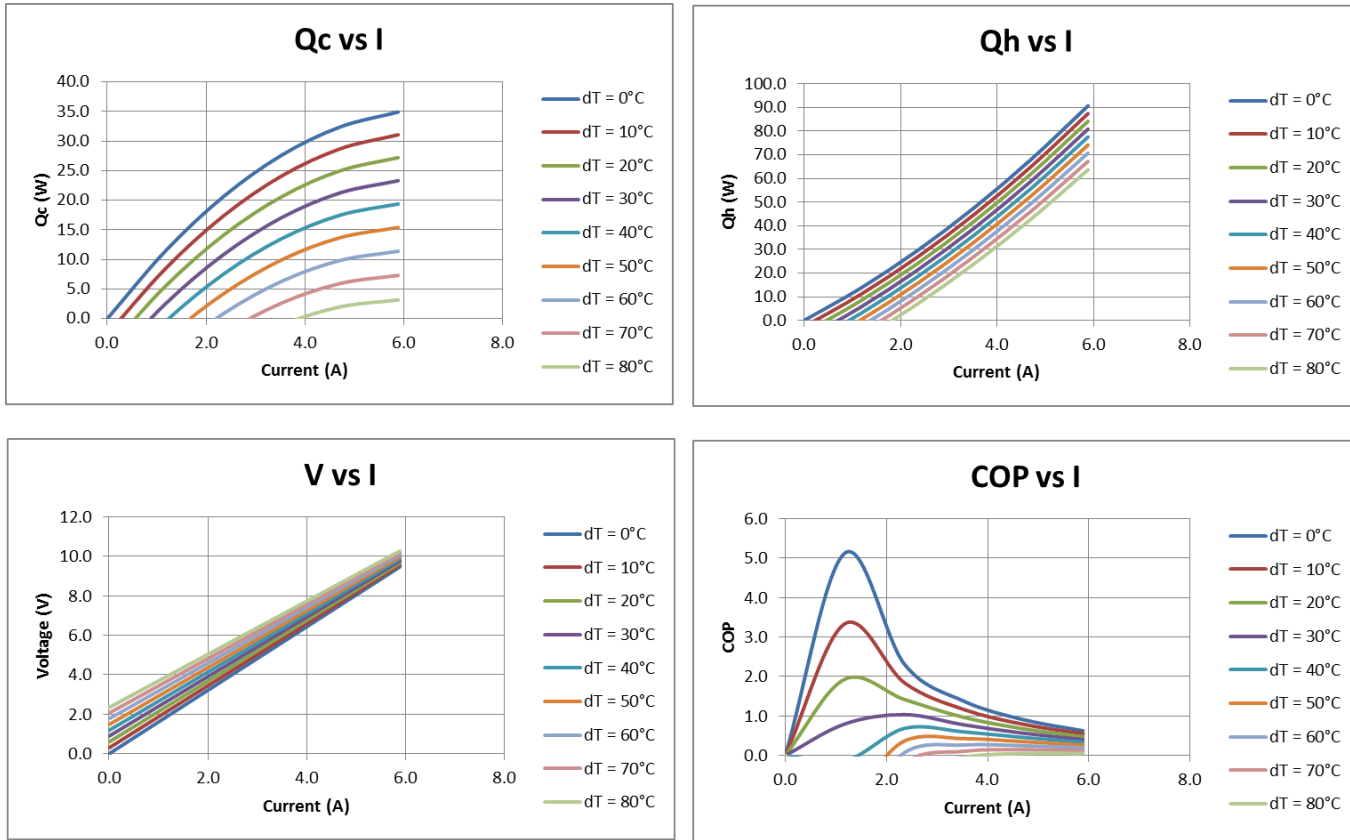 Qc vs I
Qc (W)
40.0
35.0
30.0
25.0
20.0
15.0
10.0
5.0
0.0
0.0 2.0 4.0 6.0 8.0
Current (A)
dT = 0°C
dT = 10°C
dT = 20°C
dT = 30°C
dT = 40°C
dT = 50°C
dT = 60°C
dT = 70°C
dT = 80°C
Qh vs I
Qh (W)
100.0
90.0
80.0
70.0
60.0
50.0
40.0
30.0
20.0
10.0
0.0
0.0 2.0 4.0 6.0 8.0
Current (A)
dT = 0°C
dT = 10°C
dT = 20°C
dT = 30°C
dT = 40°C
dT = 50°C
dT = 60°C
dT = 70°C
dT = 80°C
V vs I
Voltage (V)
12.0
10.0
8.0
6.0
4.0
2.0
0.0
0.0 2.0 4.0 6.0 8.0
Current (A)
dT = 0°C
dT = 10°C
dT = 20°C
dT = 30°C
dT = 40°C
dT = 50°C
dT = 60°C
dT = 70°C
dT = 80°C
COP vs I
COP
6.0
5.0
4.0
3.0
2.0
1.0
0.0
0.0 2.0 4.0 6.0 8.0
Current (A)
dT = 0°C
dT = 10°C
dT = 20°C
dT = 30°C
dT = 40°C
dT = 50°C
dT = 60°C
dT = 70°C
dT = 80°C